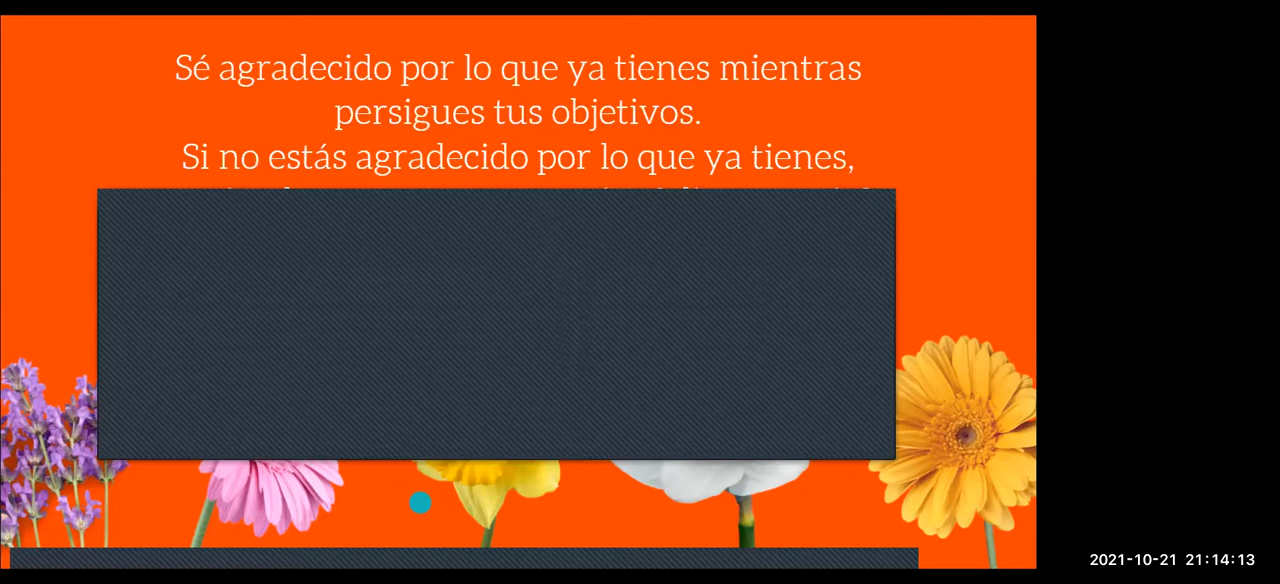 Sé agradecido por lo que ya tienes mientras
persigues tus objetivos.
Si no estás agradecido por lo que ya tienes,
2021-10-21 21:14:13